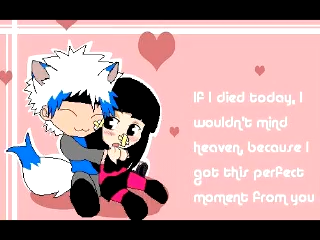 If I died today, I
wouldn't mind
heaven, because I
got this perfect
moment from you